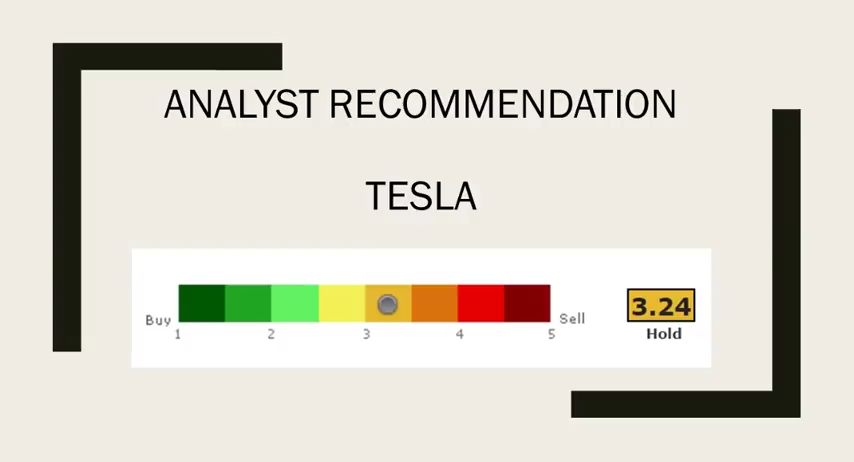 ANALYST RECOMMENDATION
TESLA
Buy Sell 3.24
1 2 3 4 5 Hold